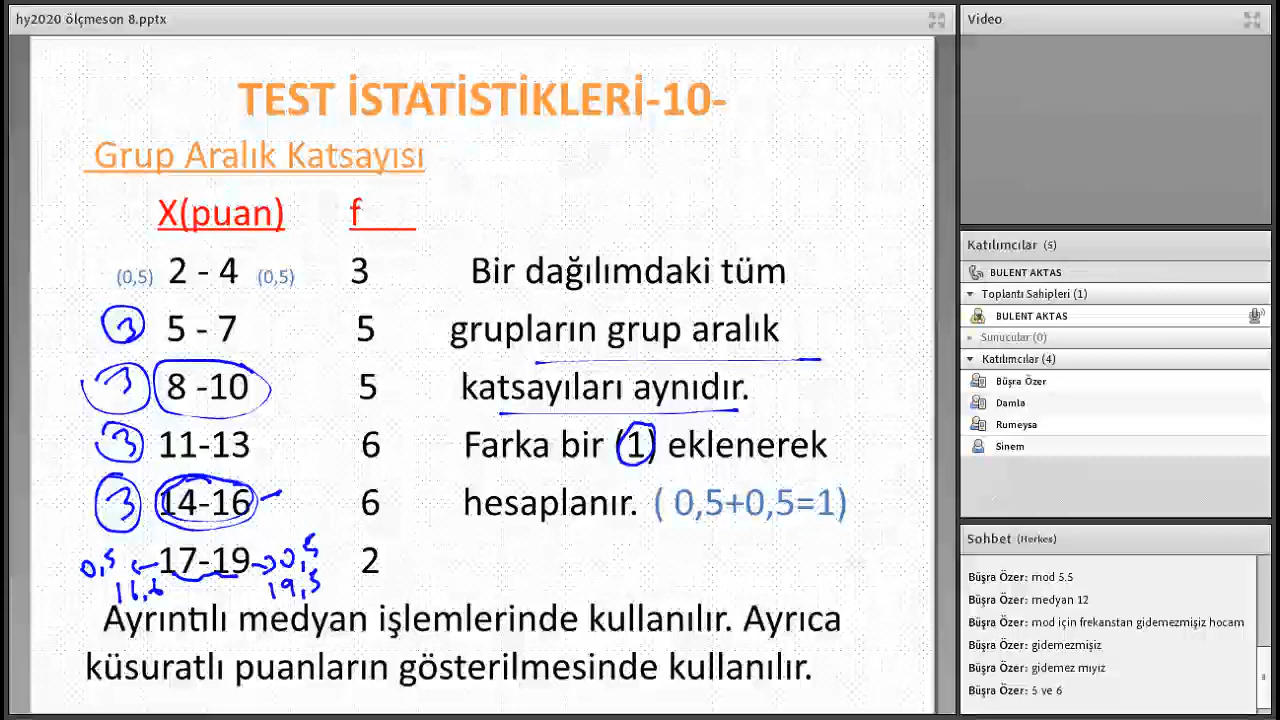 hy2020 ölçmeson 8.pptx
TEST İSTATİSTİKLERİ-10-
Grup Aralık Katsayısı
X(puan) f
(0,5) 2 - 4 (0,5) 3 Bir dağılımdaki tüm
3 5 - 7 5 grupların grup aralık
3 8 -10 5 katsayıları aynıdır.
3 11-13 6 Farka bir (1) eklenerek
3 14-16 6 hesaplanır. ( 0,5+0,5=1)
0,5 17-19 0,5 2
16,6 19,5
Ayrıntılı medyan işlemlerinde kullanılır. Ayrıca
küsuratlı puanların gösterilmesinde kullanılır.
Video
Katılımcılar (5)
BULENT AKTAS
Toplantı Sahipleri (1)
BULENT AKTAS
Sunucular (0)
Katılımcılar (4)
Büşra Özer
Damla
Rumeysa
Sinem
Sohbet (Herkes)
Büşra Özer: mod 5.5
Büşra Özer: medyan 12
Büşra Özer: mod için frekanstan gidemezmişiz hocam
Büşra Özer: gidemezmişiz
Büşra Özer: gidemez mıyız
Büşra Özer: 5 ve 6